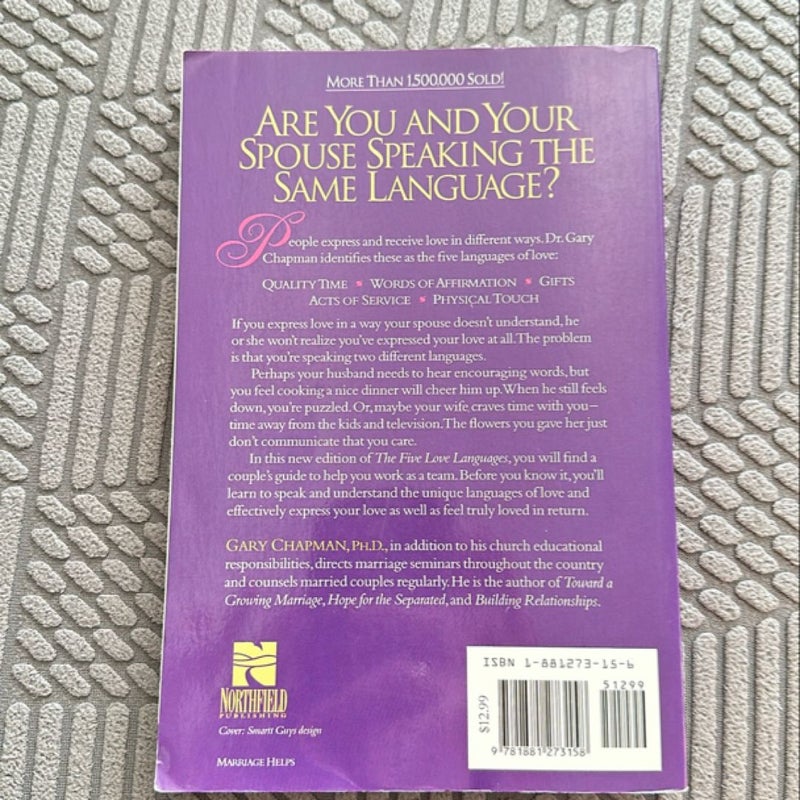 MORE THAN 1,500,000 SOLD!
ARE YOU AND YOUR
SPOUSE SPEAKING THE
SAME LANGUAGE?
People express and receive love in different ways. Dr. Gary
Chapman identifies these as the five languages of love:
QUALITY TIME WORDS OF AFFIRMATION GIFTS
ACTS OF SERVICE PHYSICAL TOUCH
If you express love in a way your spouse doesn't understand, he
or she won't realize you've expressed your love at all. The problem
is that you're speaking two different languages.
Perhaps your husband needs to hear encouraging words, but
you feel cooking a nice dinner will cheer him up. When he still feels
down, you're puzzled. Or, maybe your wife craves time with you—
time away from the kids and television. The flowers you gave her just
don't communicate that you care.
In this new edition of The Five Love Languages, you will find a
couple's guide to help you work as a team. Before you know it, you'll
learn to speak and understand the unique languages of love and
effectively express your love as well as feel truly loved in return.
GARY CHAPMAN, PH.D., in addition to his church educational
responsibilities, directs marriage seminars throughout the country
and counsels married couples regularly. He is the author of Toward a
Growing Marriage, Hope for the Separated, and Building Relationships.
NORTHFIELD
PUBLISHING
Cover: Smartt Guys design
MARRIAGE HELPS
ISBN 1-881273-15-6
51299
$12.99
9 781881 273158